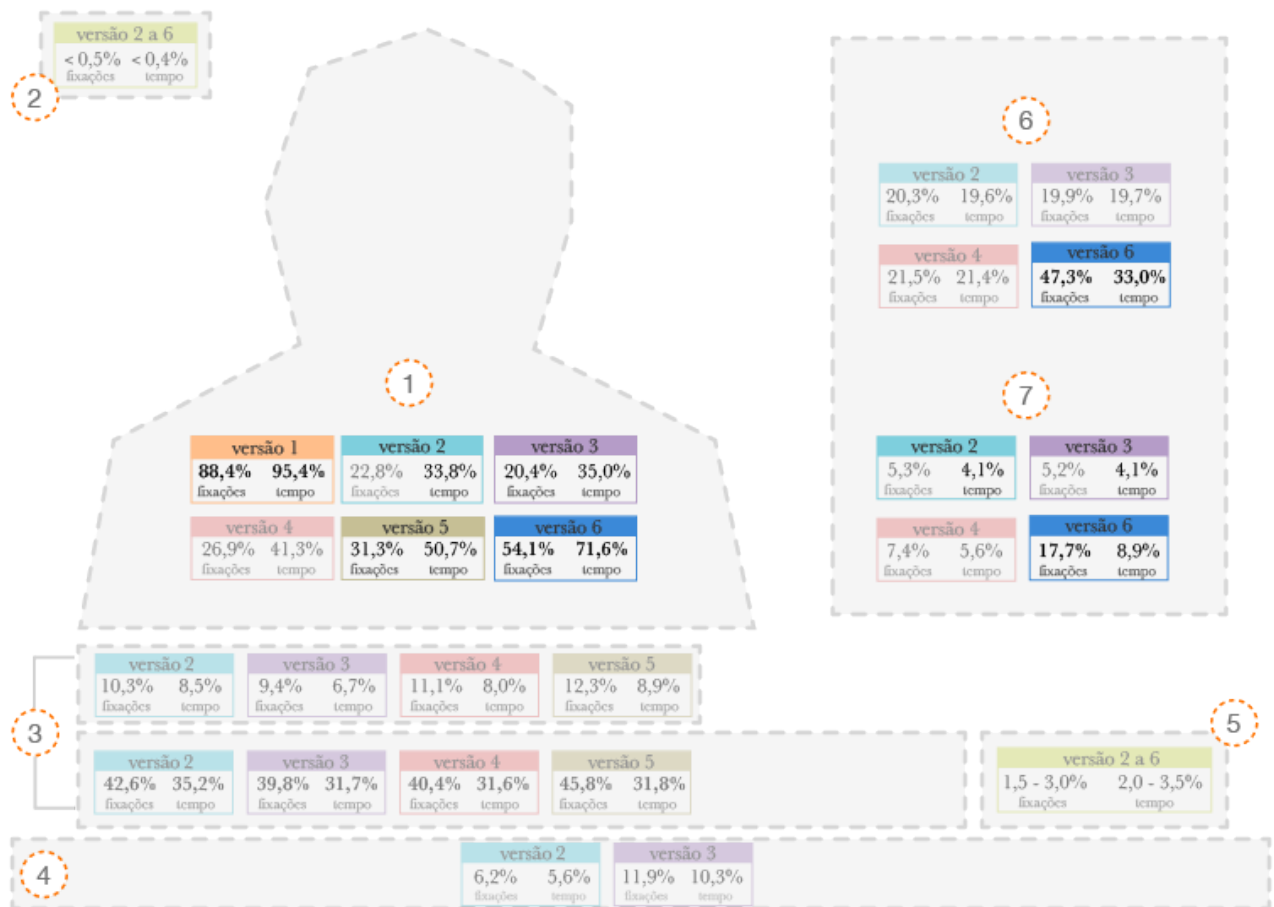 versão 2 a 6
< 0,5% < 0,4%
fixações tempo
2
6
versão 2 versão 3
20,3% 19,6% 19,9% 19,7%
fixações tempo fixações tempo
versão 4 versão 6
21,5% 21,4% 47,3% 33,0%
fixações tempo fixações tempo
1
7
versão 1 versão 2 versão 3
88,4% 95,4% 22,8% 33,8% 20,4% 35,0%
fixações tempo fixações tempo fixações tempo
versão 4 versão 5 versão 6
26,9% 41,3% 31,3% 50,7% 54,1% 71,6%
fixações tempo fixações tempo fixações tempo
versão 2 versão 3
5,3% 4,1% 5,2% 4,1%
fixações tempo fixações tempo
versão 4 versão 6
7,4% 5,6% 17,7% 8,9%
fixações tempo fixações tempo
3
versão 2 versão 3 versão 4 versão 5
10,3% 8,5% 9,4% 6,7% 11,1% 8,0% 12,3% 8,9%
fixações tempo fixações tempo fixações tempo fixações tempo
versão 2 versão 3 versão 4 versão 5
42,6% 35,2% 39,8% 31,7% 40,4% 31,6% 45,8% 31,8%
fixações tempo fixações tempo fixações tempo fixações tempo
5
versão 2 a 6
1,5 - 3,0% 2,0 - 3,5%
fixações tempo
4
versão 2 versão 3
6,2% 5,6% 11,9% 10,3%
fixações tempo fixações tempo